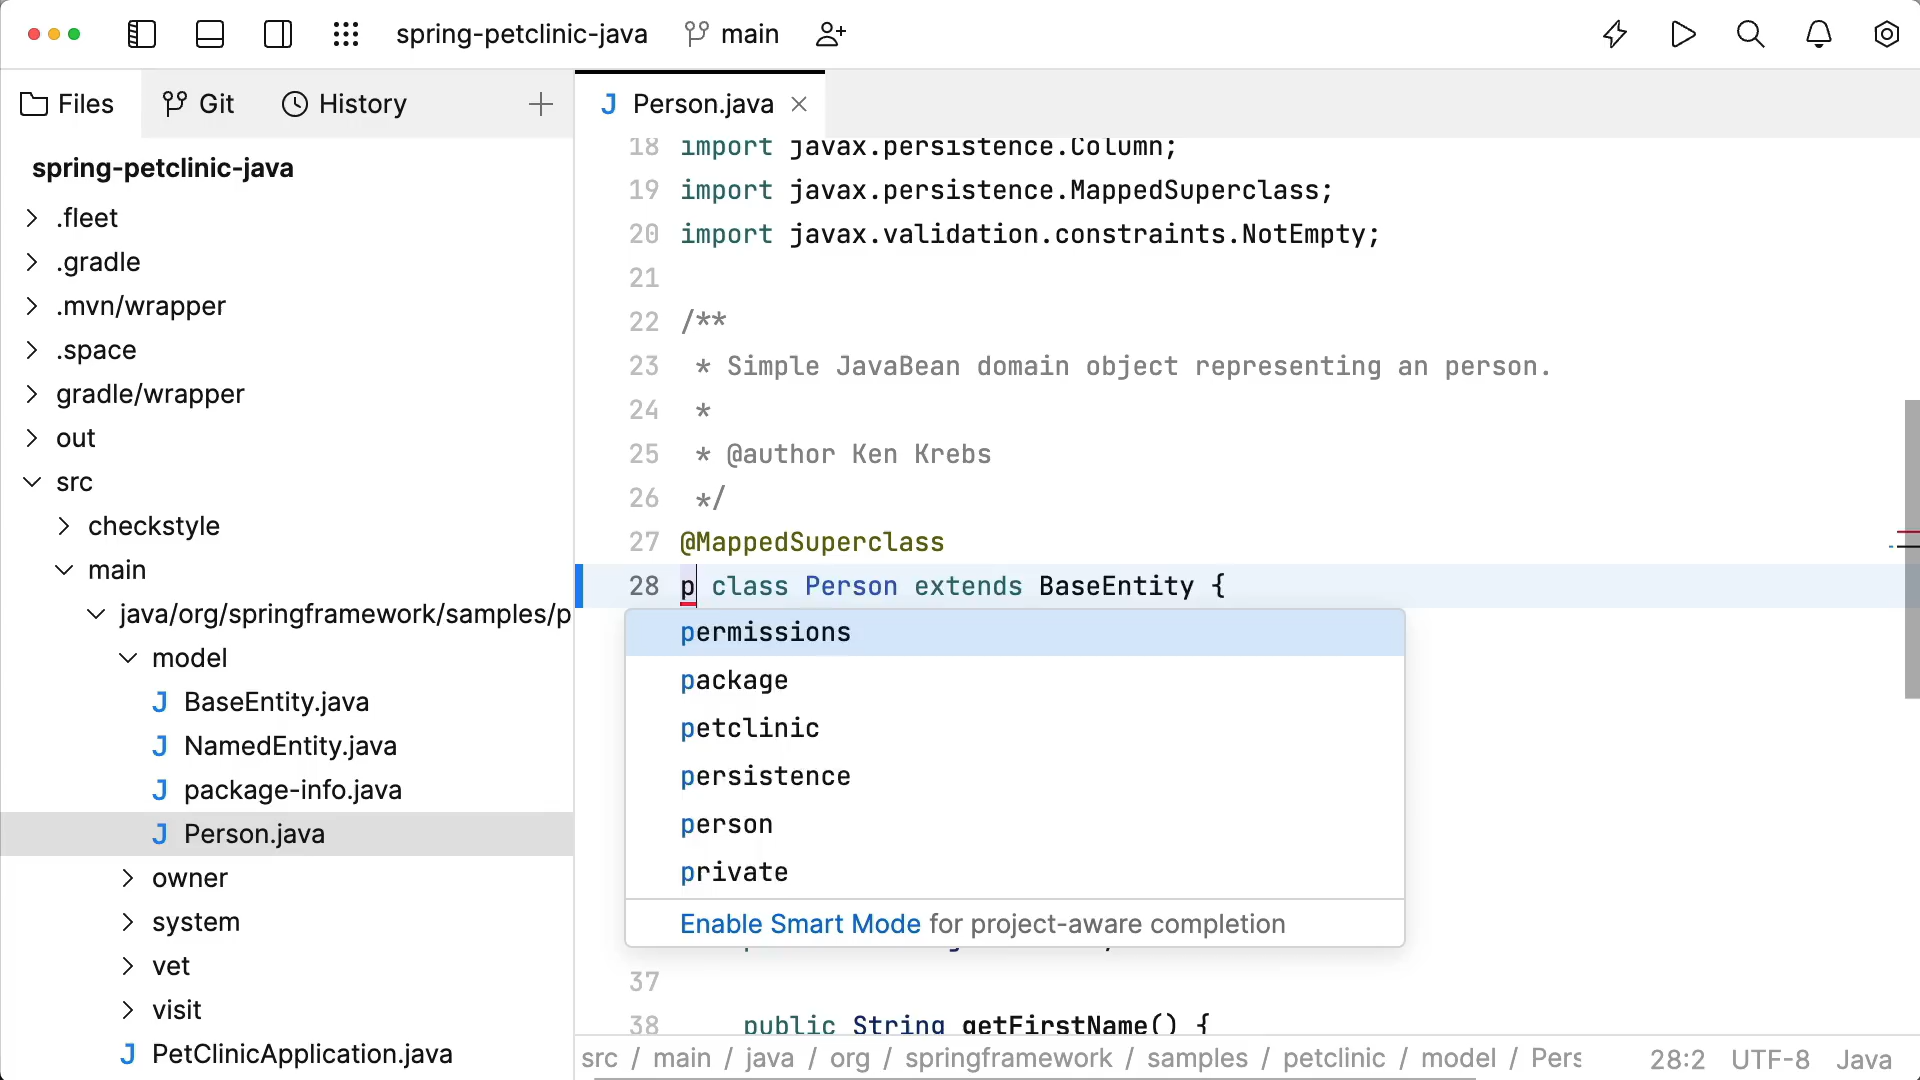 spring-petclinic-java main
Files Git History
Person.java
spring-petclinic-java
.fleet
.gradle
.mvn/wrapper
.space
gradle/wrapper
out
src
checkstyle
main
java/org/springframework/samples/p
model
J BaseEntity.java
J NamedEntity.java
J package-info.java
J Person.java
owner
system
vet
visit
J PetClinicApplication.java
J Person.java
18 import javax.persistence.Column;
19 import javax.persistence.MappedSuperclass;
20 import javax.validation.constraints.NotEmpty;
21
22 /**
23 * Simple JavaBean domain object representing an person.
24 *
25 * @author Ken Krebs
26 */
27 @MappedSuperclass
28 p class Person extends BaseEntity {
permissions
package
petclinic
persistence
person
private
Enable Smart Mode for project-aware completion
37
38 public String getFirstName() {
src / main / java / org / springframework / samples / petclinic / model / Pers
28:2 UTF-8 Java